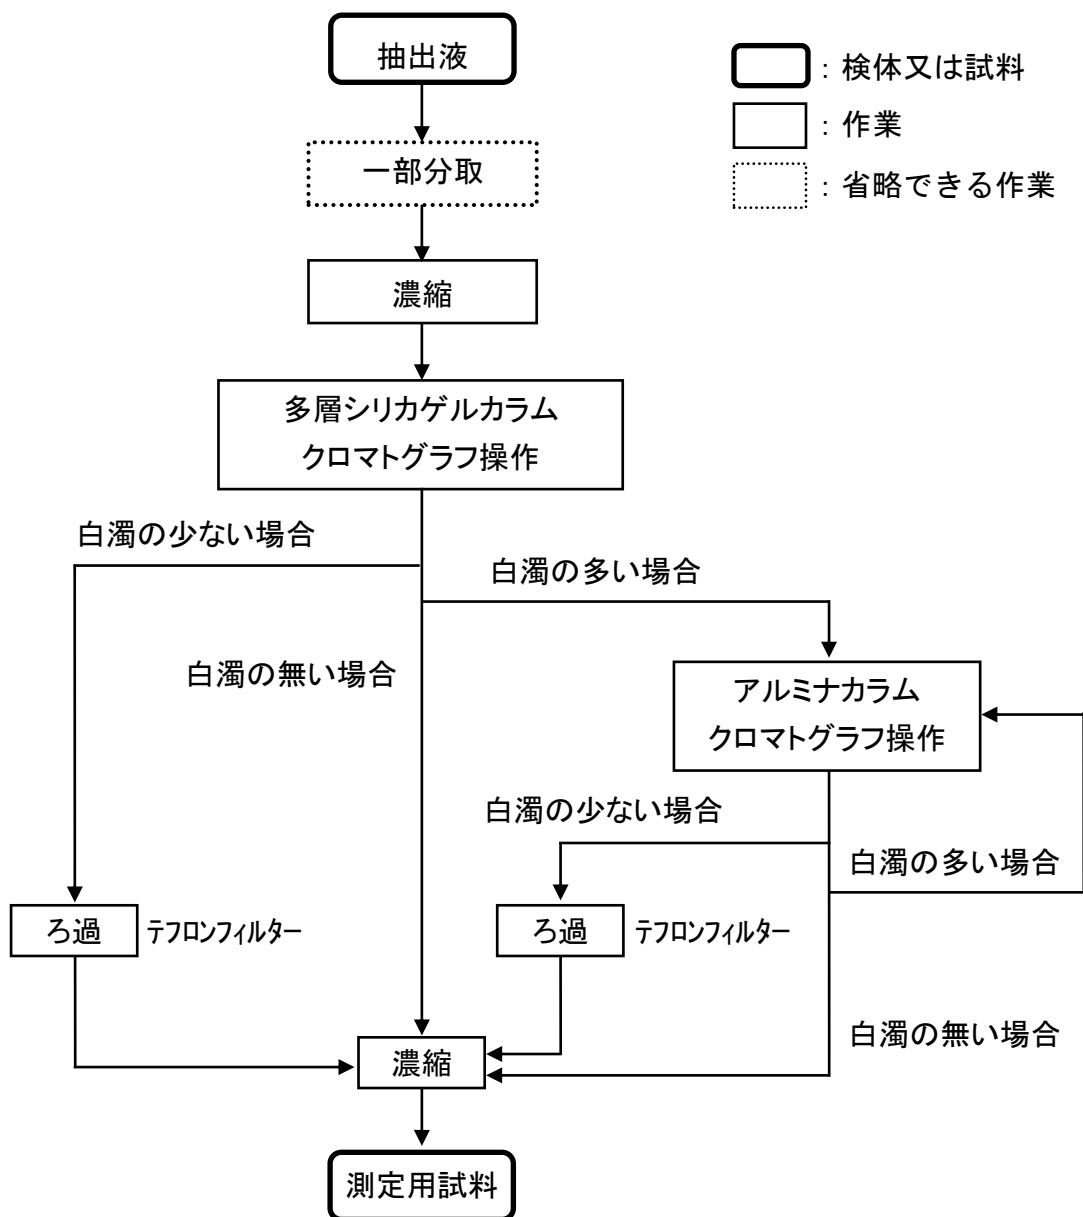 抽出液
：検体又は試料
：作業
一部分取
：省略できる作業
濃縮
多層シリカゲルカラム
クロマトグラフ操作
白濁の少ない場合
白濁の多い場合
白濁の無い場合
アルミナカラム
クロマトグラフ操作
白濁の少ない場合
白濁の多い場合
ろ過
テフロンフィルター
ろ過
テフロンフィルター
白濁の無い場合
濃縮
測定用試料